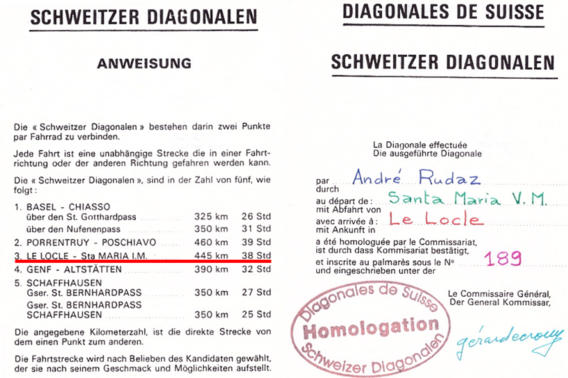 SCHWEITZER DIAGONALEN
ANWEISUNG
Die « Schweitzer Diagonalen » bestehen darin zwei Punkte
par Fahrrad zu verbinden.
Jede Fahrt ist eine unabhängige Strecke die in einer Fahrt-
richtung oder der anderen Richtung gefahren werden kann.
Die « Schweitzer Diagonalen », sind in der Zahl von fünf, wie
folgt :
1. BASEL - CHIASSO
über den St. Gotthardpass 325 km 26 Std
über den Nufenenpass 350 km 31 Std
2. PORRENTRUY - POSCHIAVO 460 km 39 Std
3. LE LOCLE - Sta MARIA I.M. 445 km 38 Std
4. GENF - ALTSTÄTTEN 390 km 32 Std
5. SCHAFFHAUSEN
Gser. St. BERNHARDPASS 350 km 27 Std
Gser. St. BERNHARDPASS
SCHAFFHAUSEN 350 km 25 Std
Die angegebene Kilometerzahl, ist die direkte Strecke von
dem einen Punkt zum anderen.
Die Fahrtstrecke wird nach Belieben des Kandidaten gewählt,
der sie nach seinem Geschmack und Möglichkeiten aufstellt.
DIAGONALES DE SUISSE
SCHWEIZER DIAGONALEN
La Diagonale effectuée
Die ausgeführte Diagonale
par André Rudaz
durch
au départ de : Santa Maria V. M.
mit Abfahrt von
avec arrivée à : Le Locle
mit Ankunft in
a été homologuée par le Commissariat,
ist durch dass Kommisariat bestätigt,
et inscrite au palmarès sous le No 189
und eingeschrieben unter der
Le Commissaire Général,
Der General Kommissar,
gérardecrouy
Diagonales de Suisse
Homologation
Schweizer Diagonalen